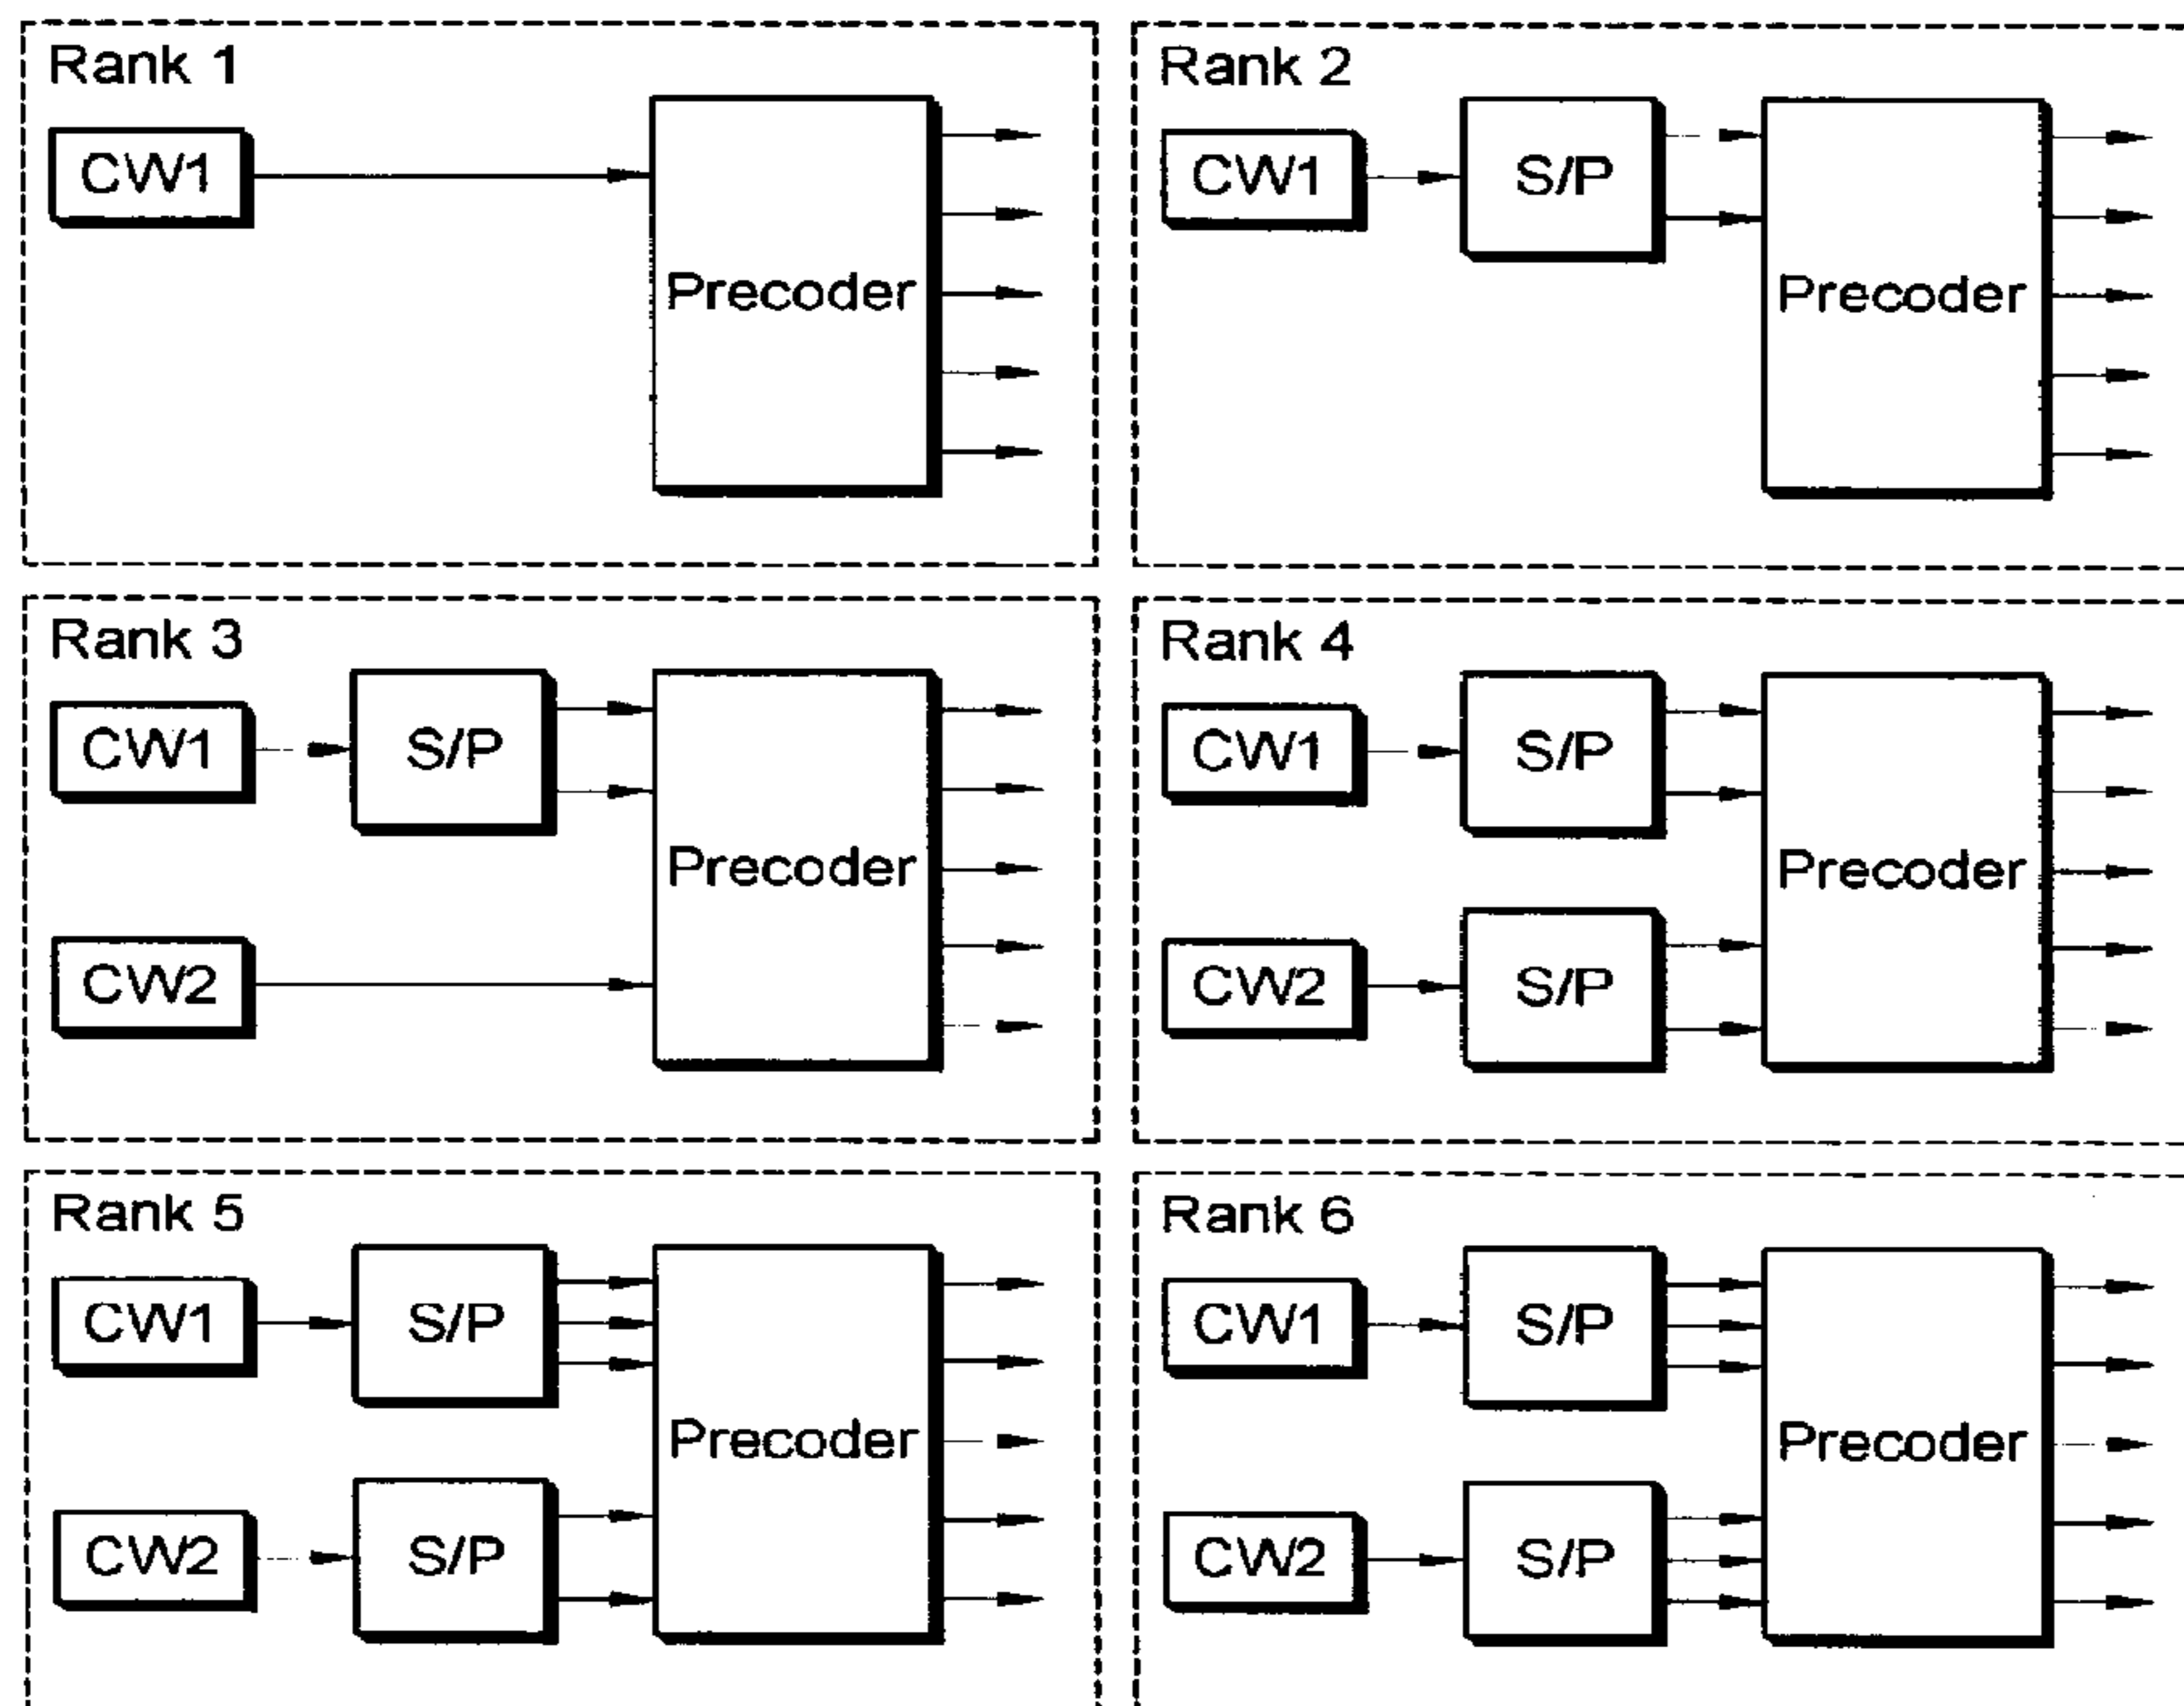 Rank 1
CW1
Precoder
Rank 2
CW1
S/P
Precoder
Rank 3
CW1
S/P
Precoder
CW2
Rank 4
CW1
S/P
Precoder
CW2
S/P
Rank 5
CW1
S/P
Precoder
CW2
S/P
Rank 6
CW1
S/P
Precoder
CW2
S/P